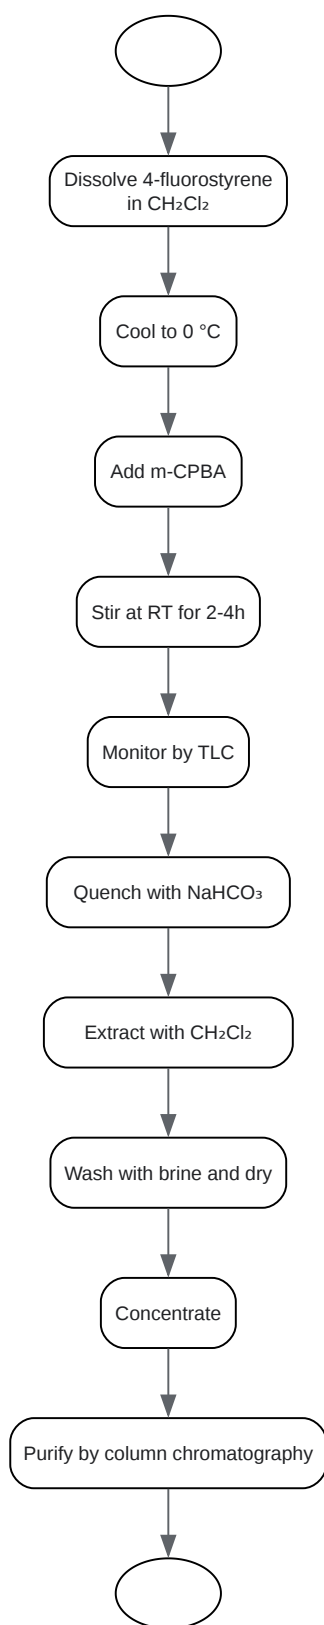 Dissolve 4-fluorostyrene
in CH₂Cl₂
Cool to 0 °C
Add m-CPBA
Stir at RT for 2-4h
Monitor by TLC
Quench with NaHCO₃
Extract with CH₂Cl₂
Wash with brine and dry
Concentrate
Purify by column chromatography